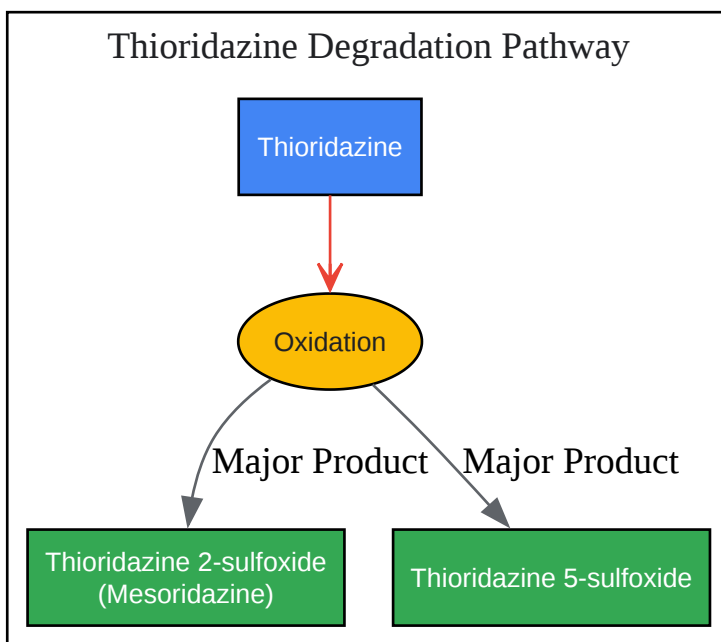 Thioridazine Degradation Pathway
Thioridazine
Oxidation
Major Product
Major Product
Thioridazine 2-sulfoxide
(Mesoridazine)
Thioridazine 5-sulfoxide